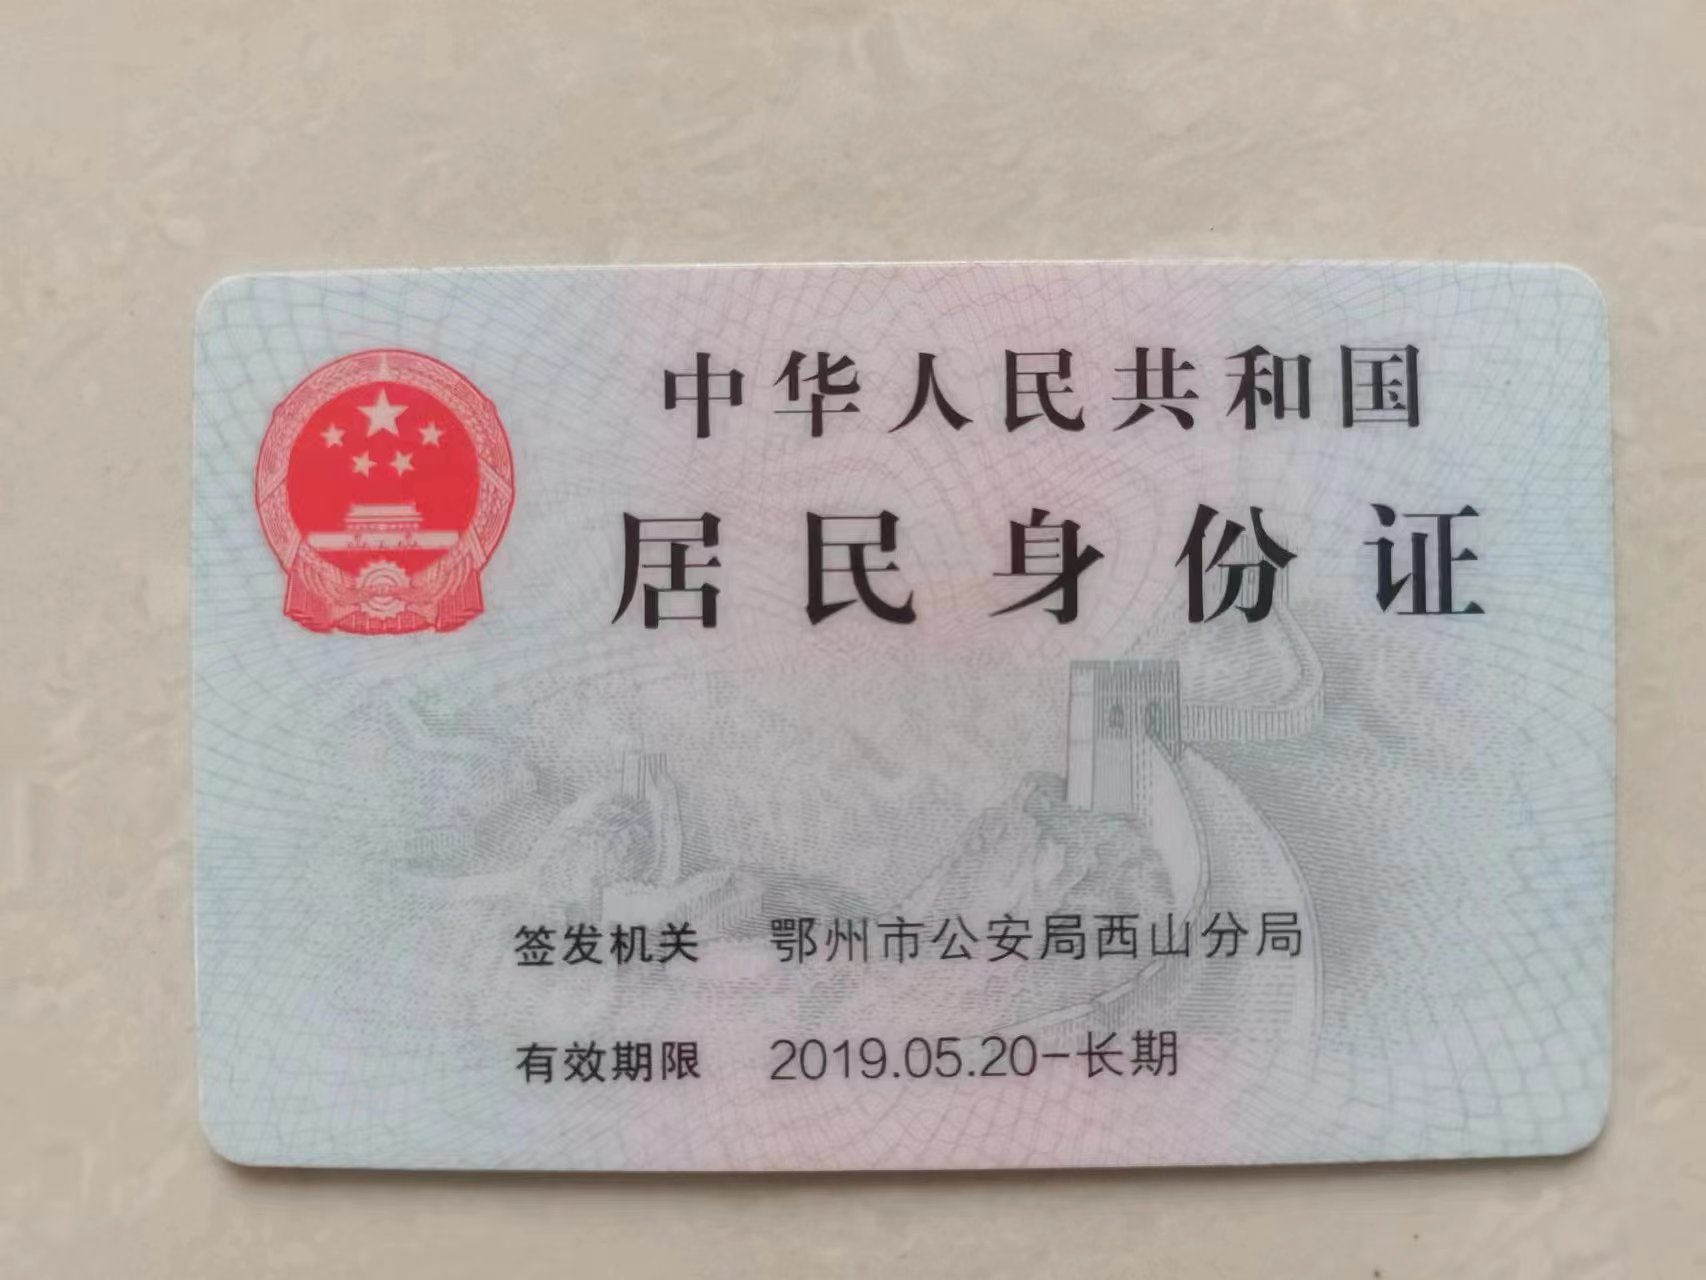 中华人民共和国
居民身份证
签发机关 鄂州市公安局西山分局
有效期限 2019.05.20-长期